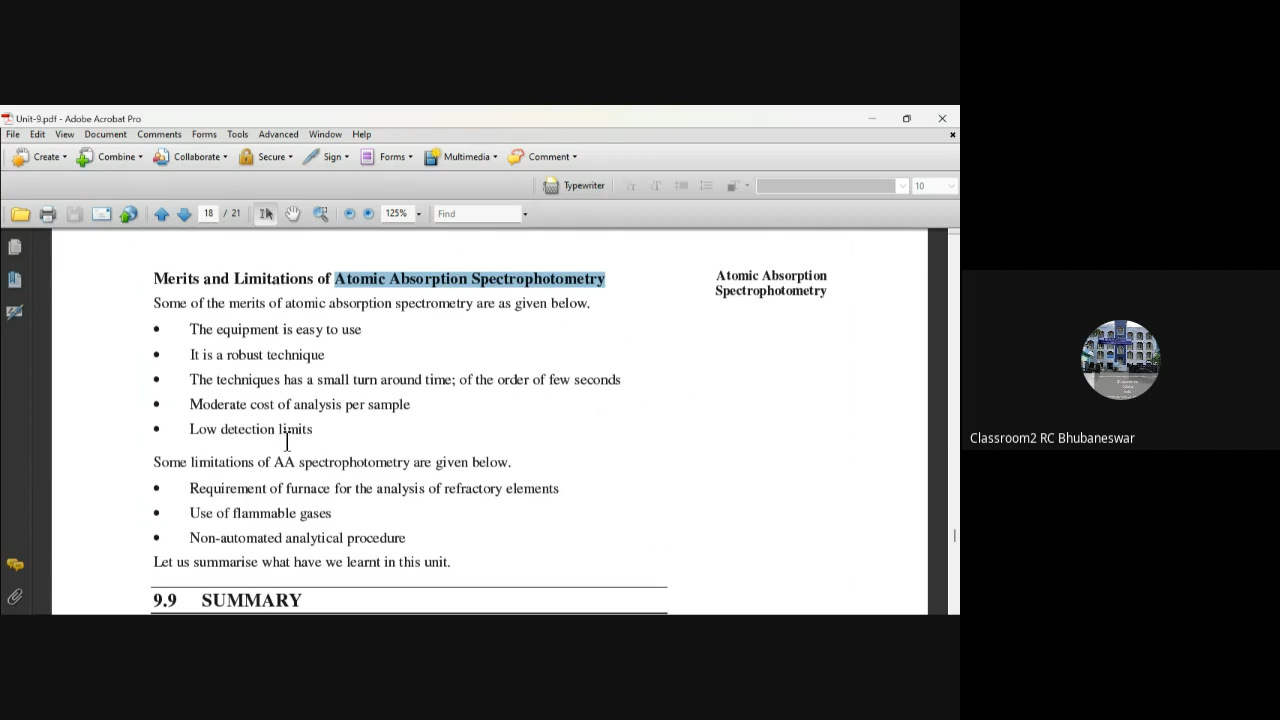 Unit-9.pdf - Adobe Acrobat Pro
File Edit View Document Comments Forms Tools Advanced Window Help
Create Combine Collaborate Secure Sign Forms Multimedia Comment
Typewriter 10
18 / 21 125% Find
Merits and Limitations of Atomic Absorption Spectrophotometry
Atomic Absorption
Spectrophotometry
Some of the merits of atomic absorption spectrometry are as given below.
• The equipment is easy to use
• It is a robust technique
• The techniques has a small turn around time; of the order of few seconds
• Moderate cost of analysis per sample
• Low detection limits
Some limitations of AA spectrophotometry are given below.
• Requirement of furnace for the analysis of refractory elements
• Use of flammable gases
• Non-automated analytical procedure
Let us summarise what have we learnt in this unit.
9.9 SUMMARY
Classroom2 RC Bhubaneswar